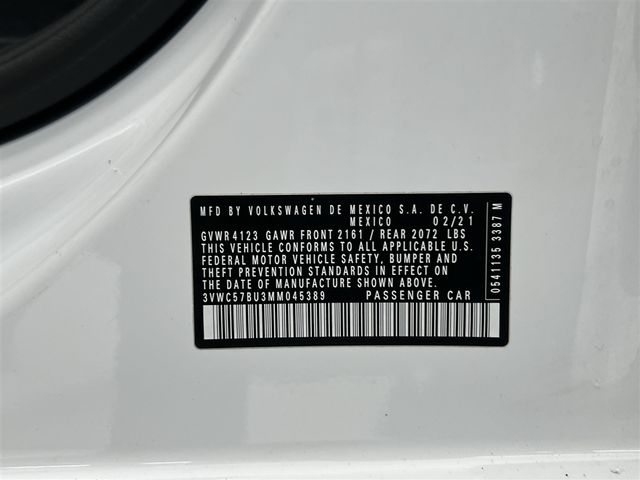 MFD BY VOLKSWAGEN DE MEXICO S.A. DE C.V.
MEXICO 02/21
GVWR 4123 GAWR FRONT 2161 / REAR 2072 LBS
THIS VEHICLE CONFORMS TO ALL APPLICABLE U.S.
FEDERAL MOTOR VEHICLE SAFETY, BUMPER AND
THEFT PREVENTION STANDARDS IN EFFECT ON
THE DATE OF MANUFACTURE SHOWN ABOVE.
3VWC57BU3MM045389 PASSENGER CAR
0541135 3387 M